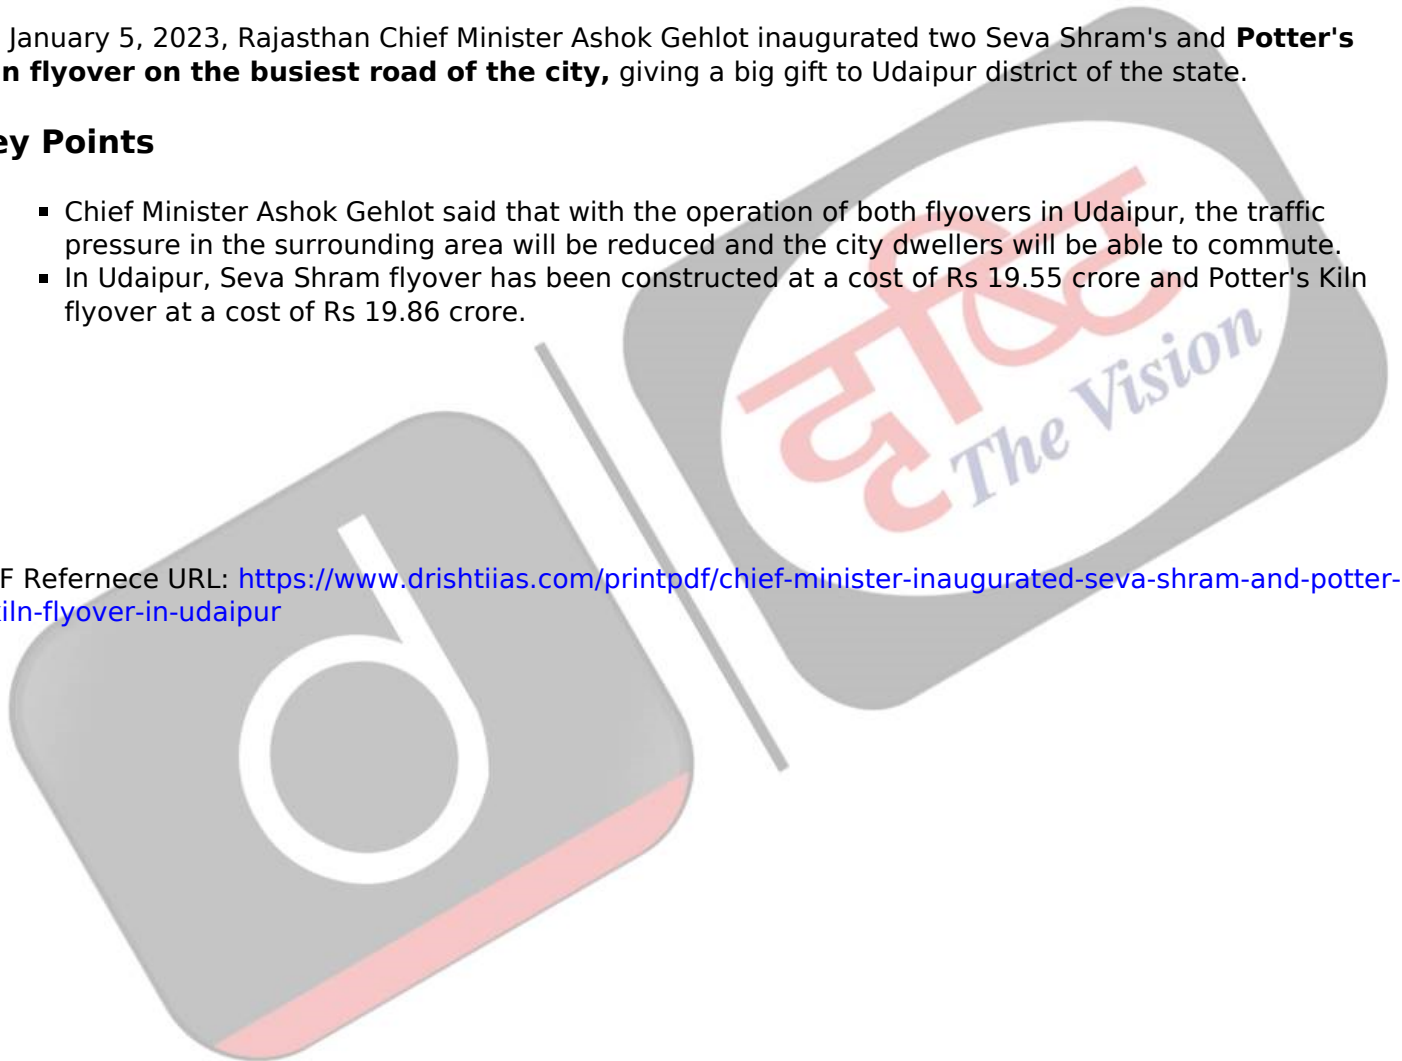 January 5, 2023, Rajasthan Chief Minister Ashok Gehlot inaugurated two Seva Shram's and Potter's
n flyover on the busiest road of the city, giving a big gift to Udaipur district of the state.
ey Points
▪ Chief Minister Ashok Gehlot said that with the operation of both flyovers in Udaipur, the traffic
pressure in the surrounding area will be reduced and the city dwellers will be able to commute.
▪ In Udaipur, Seva Shram flyover has been constructed at a cost of Rs 19.55 crore and Potter's Kiln
flyover at a cost of Rs 19.86 crore.
दृष्टि
The Vision
F Refernece URL: https://www.drishtiias.com/printpdf/chief-minister-inaugurated-seva-shram-and-potter-
kiln-flyover-in-udaipur
d